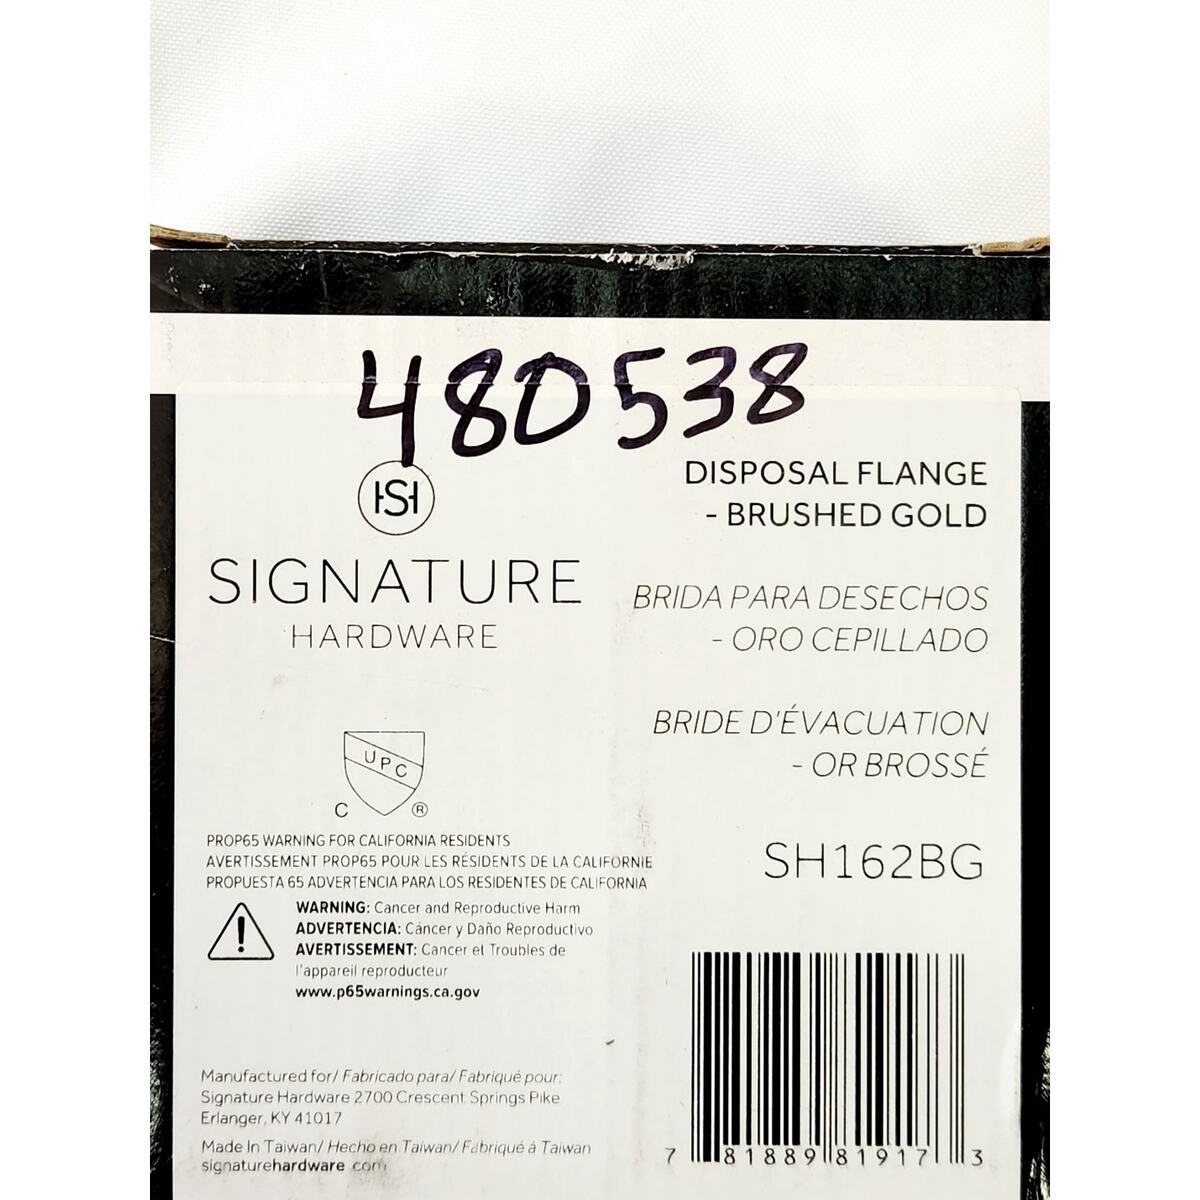 480538
HS
SIGNATURE
HARDWARE
DISPOSAL FLANGE
- BRUSHED GOLD
BRIDA PARA DESECHOS
- ORO CEPILLADO
BRIDE D'ÉVACUATION
- OR BROSSÉ
SH162BG
UPC
C ®
PROP65 WARNING FOR CALIFORNIA RESIDENTS
AVERTISSEMENT PROP65 POUR LES RÉSIDENTS DE LA CALIFORNIE
PROPUESTA 65 ADVERTENCIA PARA LOS RESIDENTES DE CALIFORNIA
WARNING: Cancer and Reproductive Harm
ADVERTENCIA: Cáncer y Daño Reproductivo
AVERTISSEMENT: Cancer et Troubles de
l'appareil reproducteur
www.p65warnings.ca.gov
Manufactured for/ Fabricado para/ Fabriqué pour:
Signature Hardware 2700 Crescent Springs Pike
Erlanger, KY 41017
Made In Taiwan/ Hecho en Taiwan/ Fabriqué à Taiwan
signaturehardware.com
7 81889 81917 3